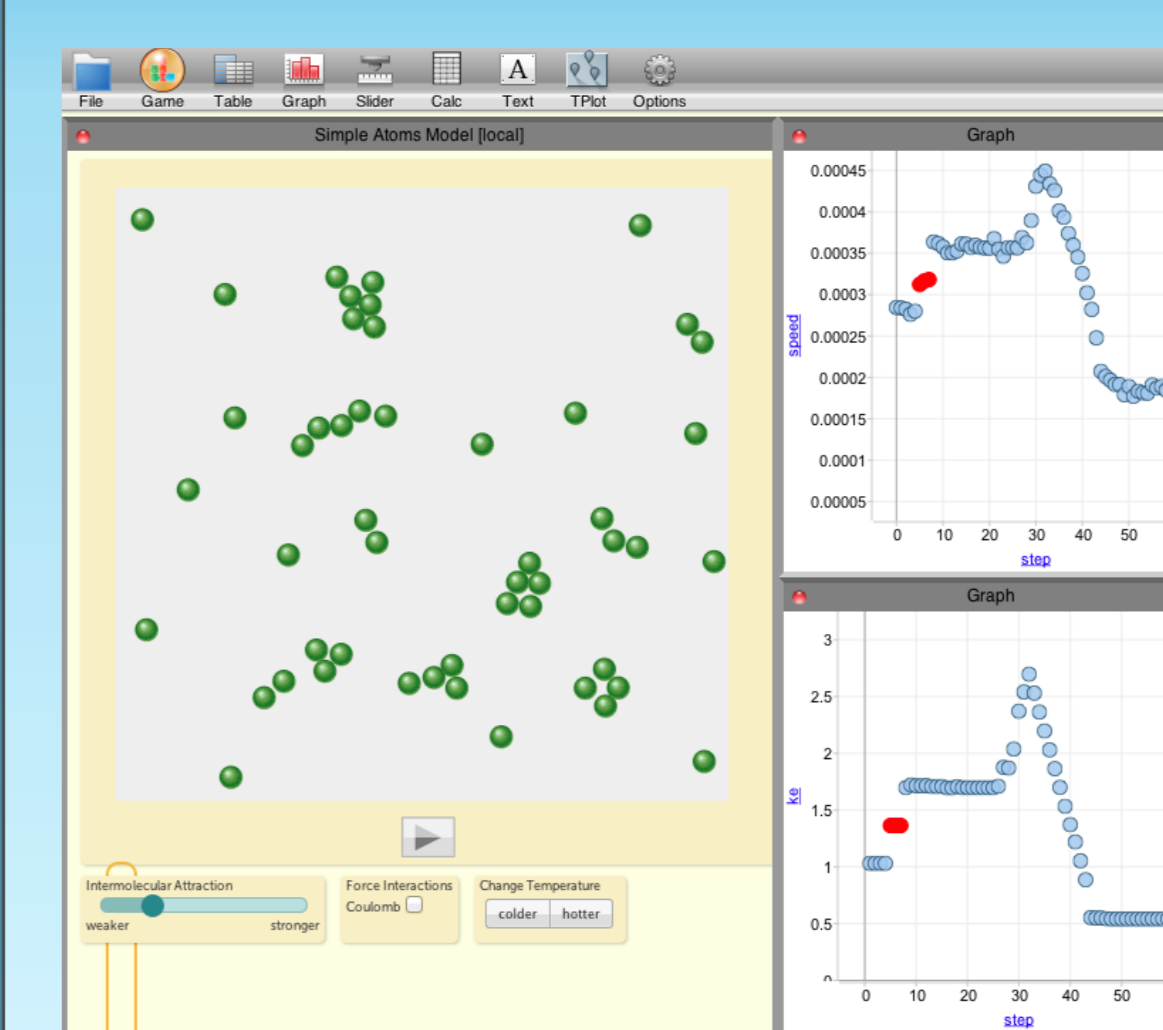 File Game Table Graph Slider Calc Text TPlot Options
A
Simple Atoms Model [local]
Graph
0.00045
0.0004
0.00035
0.0003
0.00025
0.0002
0.00015
0.0001
0.00005
speed
0 10 20 30 40 50
step
Graph
3
2.5
2
1.5
1
0.5
0
ke
0 10 20 30 40 50
step
Intermolecular Attraction
weaker stronger
Force Interactions
Coulomb
Change Temperature
colder hotter